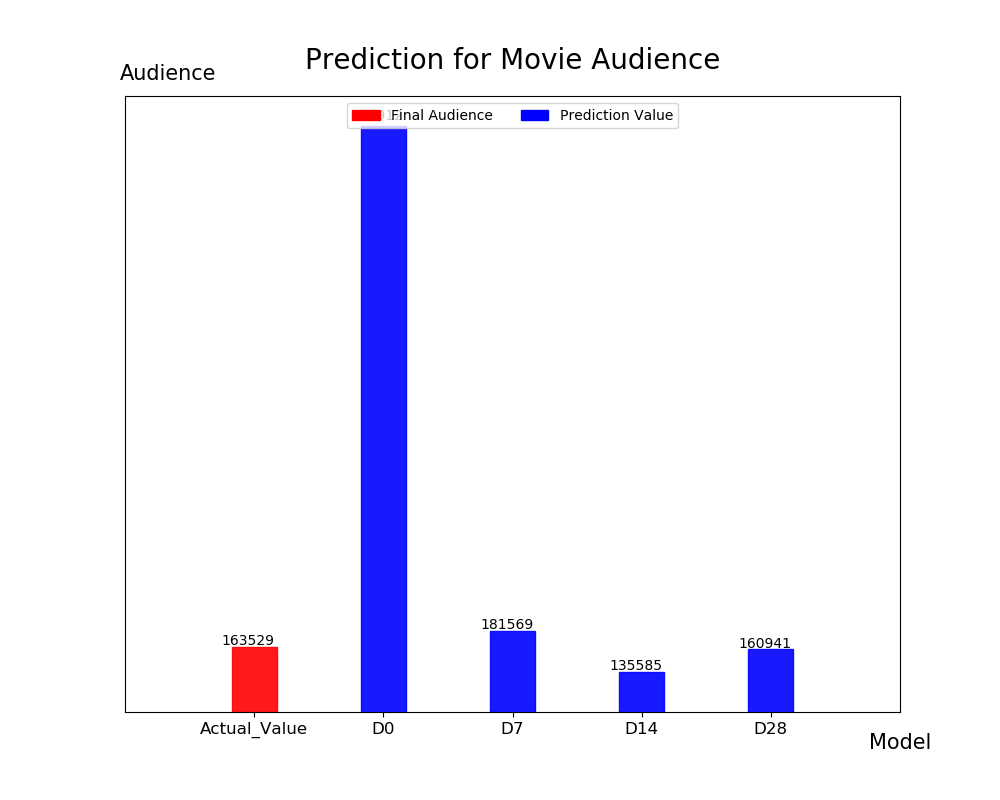 Prediction for Movie Audience
Audience
Final Audience
Prediction Value
163529
181569
135585
160941
Actual_Value
D0
D7
D14
D28
Model